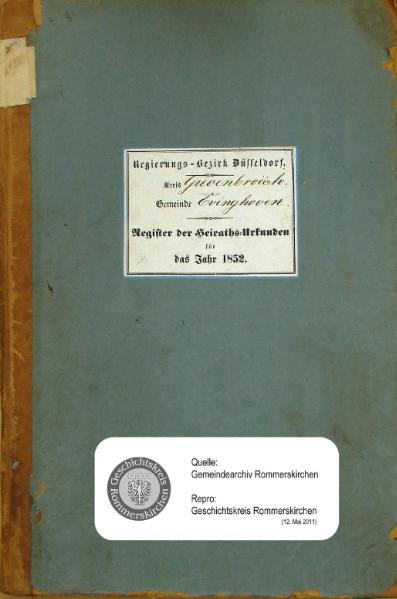 Regierungs-Bezirk Düsseldorf.
Kreis Grevenbroich.
Gemeinde Evinghoven.
Register der Heiraths-Urkunden
für
das Jahr 1852.
Geschichtskreis
Rommerskirchen
Quelle:
Gemeindearchiv Rommerskirchen
Repro:
Geschichtskreis Rommerskirchen
(12. Mai 2011)